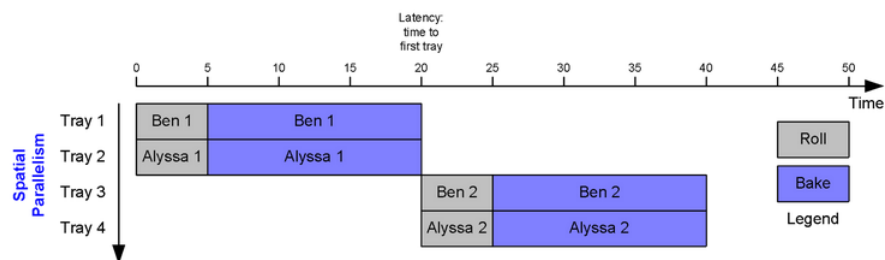 Latency:
time to
first tray
0 5 10 15 20 25 30 35 40 45 50
Time
Spatial
Parallelism
Tray 1 Ben 1 Ben 1
Tray 2 Alyssa 1 Alyssa 1
Tray 3 Ben 2 Ben 2
Tray 4 Alyssa 2 Alyssa 2
Roll
Bake
Legend